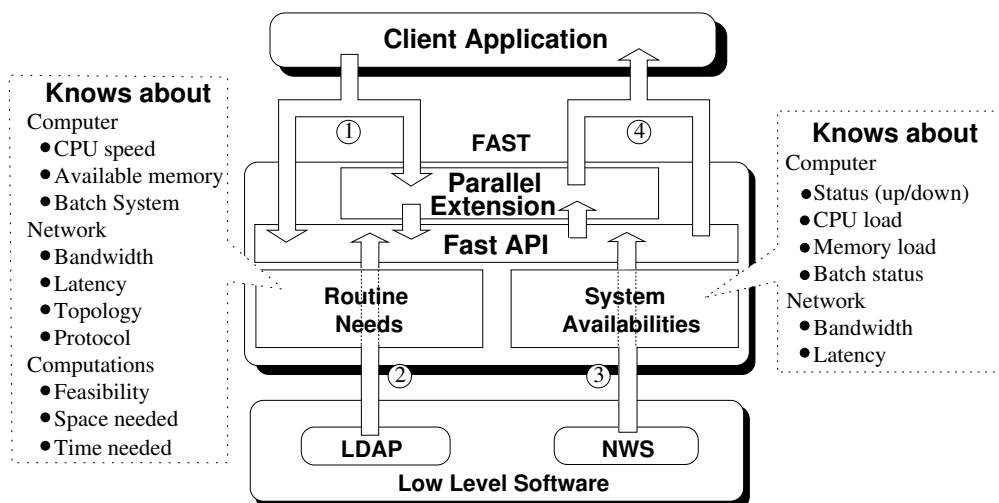 Client Application
Knows about
Computer
• CPU speed
• Available memory
• Batch System
Network
• Bandwidth
• Latency
• Topology
• Protocol
Computations
• Feasibility
• Space needed
• Time needed
1
4
FAST
Parallel
Extension
Fast API
Routine
Needs
System
Availabilities
Knows about
Computer
• Status (up/down)
• CPU load
• Memory load
• Batch status
Network
• Bandwidth
• Latency
2
3
LDAP
NWS
Low Level Software